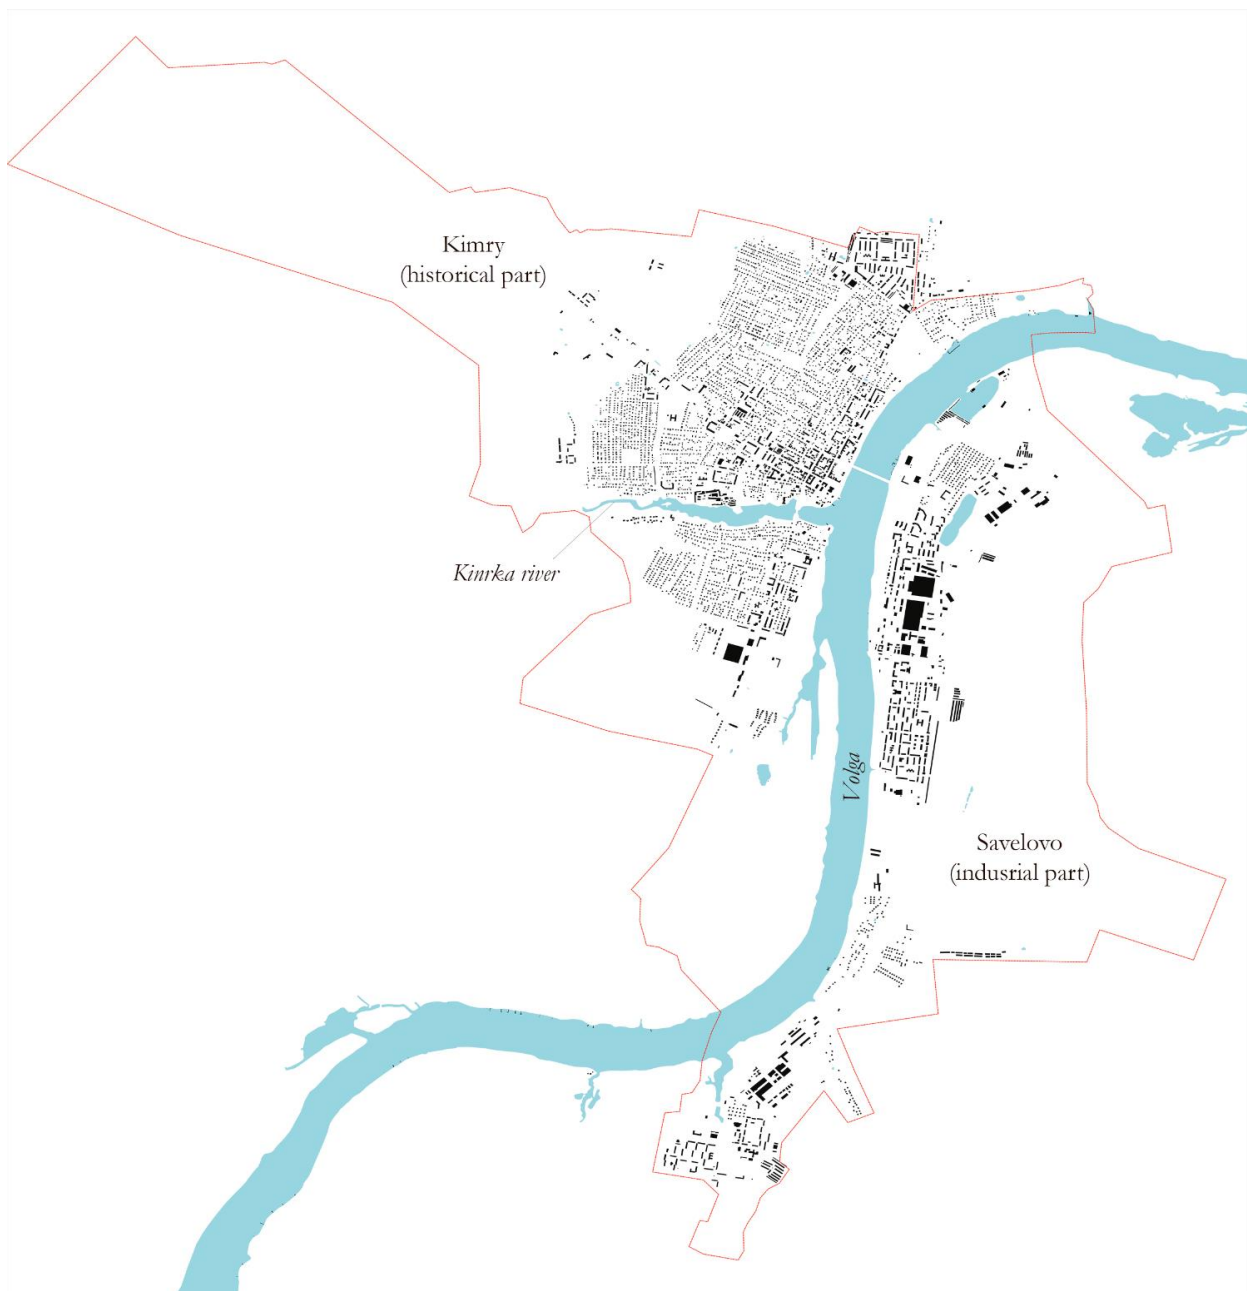 Kimry
(historical part)
Kinrka river
Volga
Savelovo
(indusrial part)